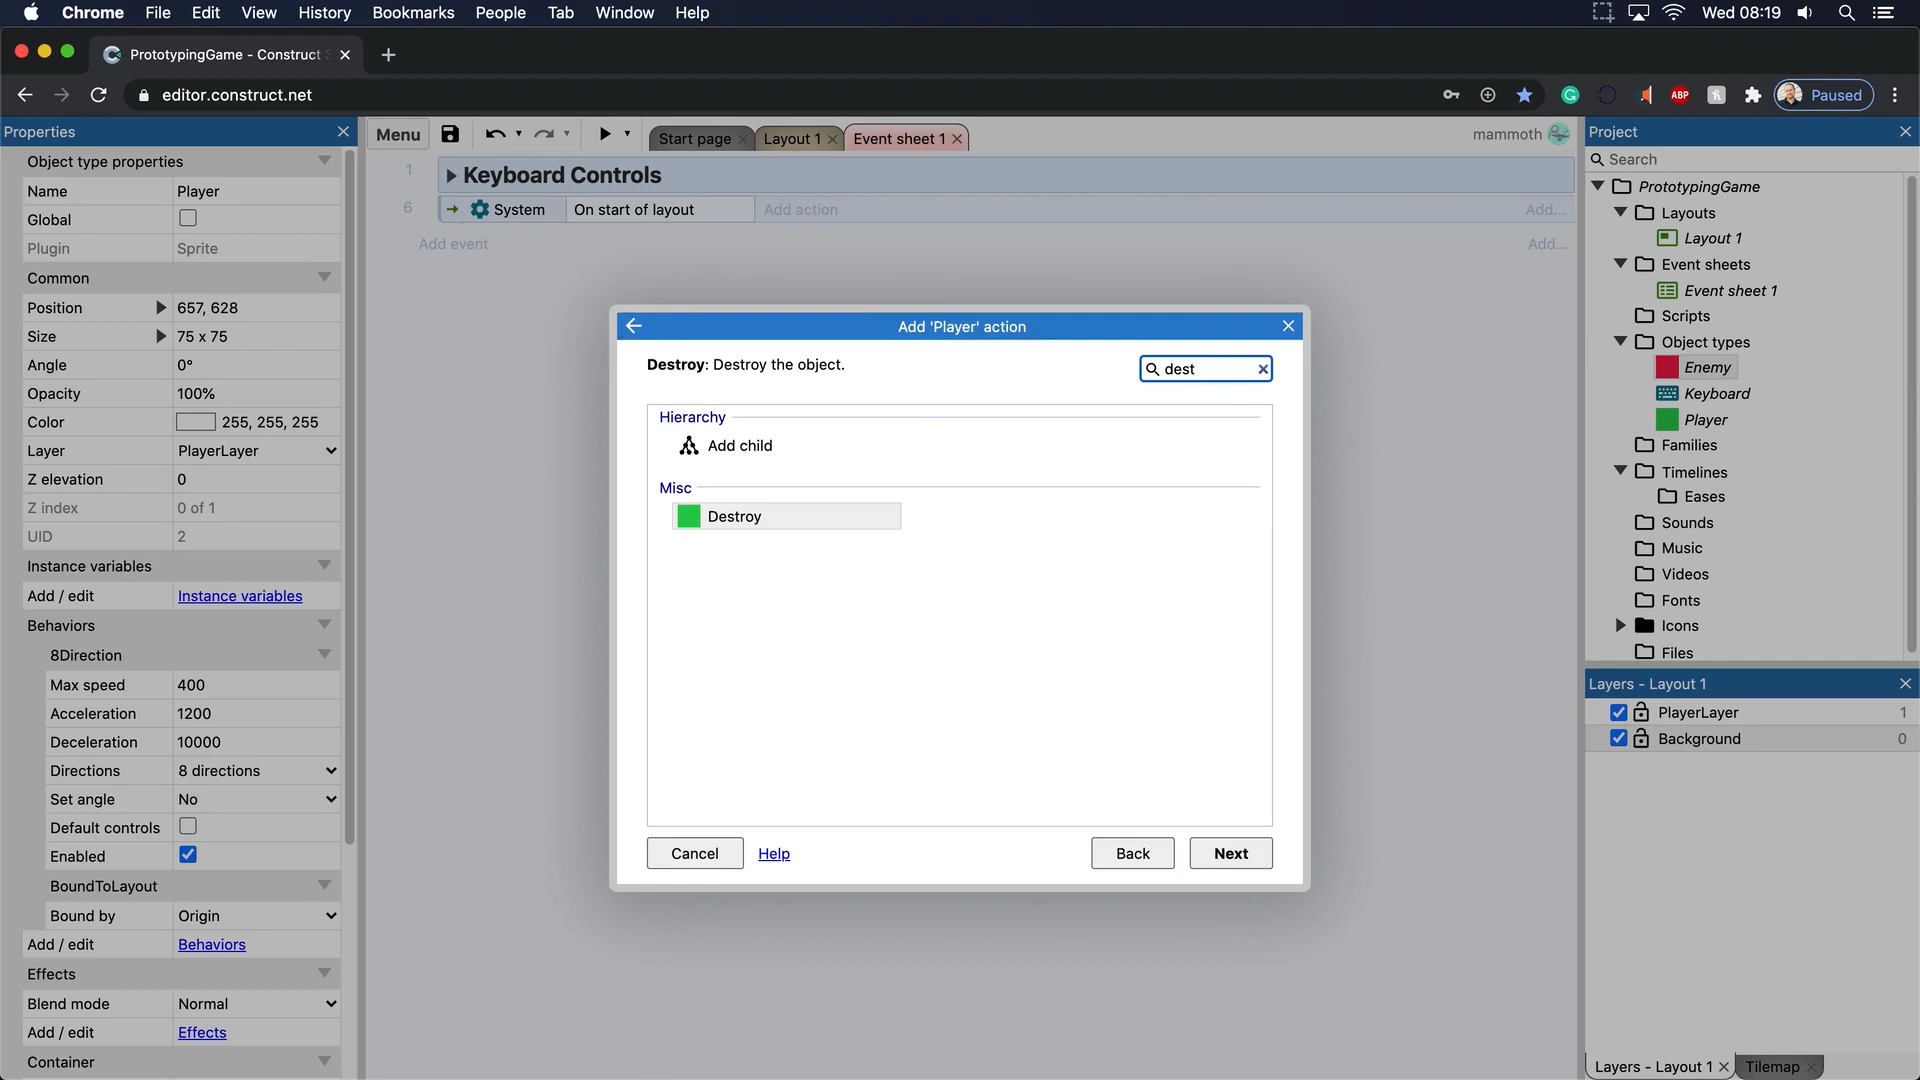 Chrome File Edit View History Bookmarks People Tab Window Help Wed 08:19
PrototypingGame - Construct 3
editor.construct.net ABP Paused
Properties
Menu
Start page Layout 1 Event sheet 1
mammoth
Project
Object type properties
Name Player
Global
Plugin Sprite
Common
Position 657, 628
Size 75 x 75
Angle 0°
Opacity 100%
Color 255, 255, 255
Layer PlayerLayer
Z elevation 0
Z index 0 of 1
UID 2
Instance variables
Add / edit Instance variables
Behaviors
8Direction
Max speed 400
Acceleration 1200
Deceleration 10000
Directions 8 directions
Set angle No
Default controls
Enabled
BoundToLayout
Bound by Origin
Add / edit Behaviors
Effects
Blend mode Normal
Add / edit Effects
Container
1 Keyboard Controls
6 System On start of layout Add action Add...
Add event Add...
Add 'Player' action
Destroy: Destroy the object.
dest
Hierarchy
Add child
Misc
Destroy
Cancel Help Back Next
Search
PrototypingGame
Layouts
Layout 1
Event sheets
Event sheet 1
Scripts
Object types
Enemy
Keyboard
Player
Families
Timelines
Eases
Sounds
Music
Videos
Fonts
Icons
Files
Layers - Layout 1
PlayerLayer 1
Background 0
Layers - Layout 1 Tilemap